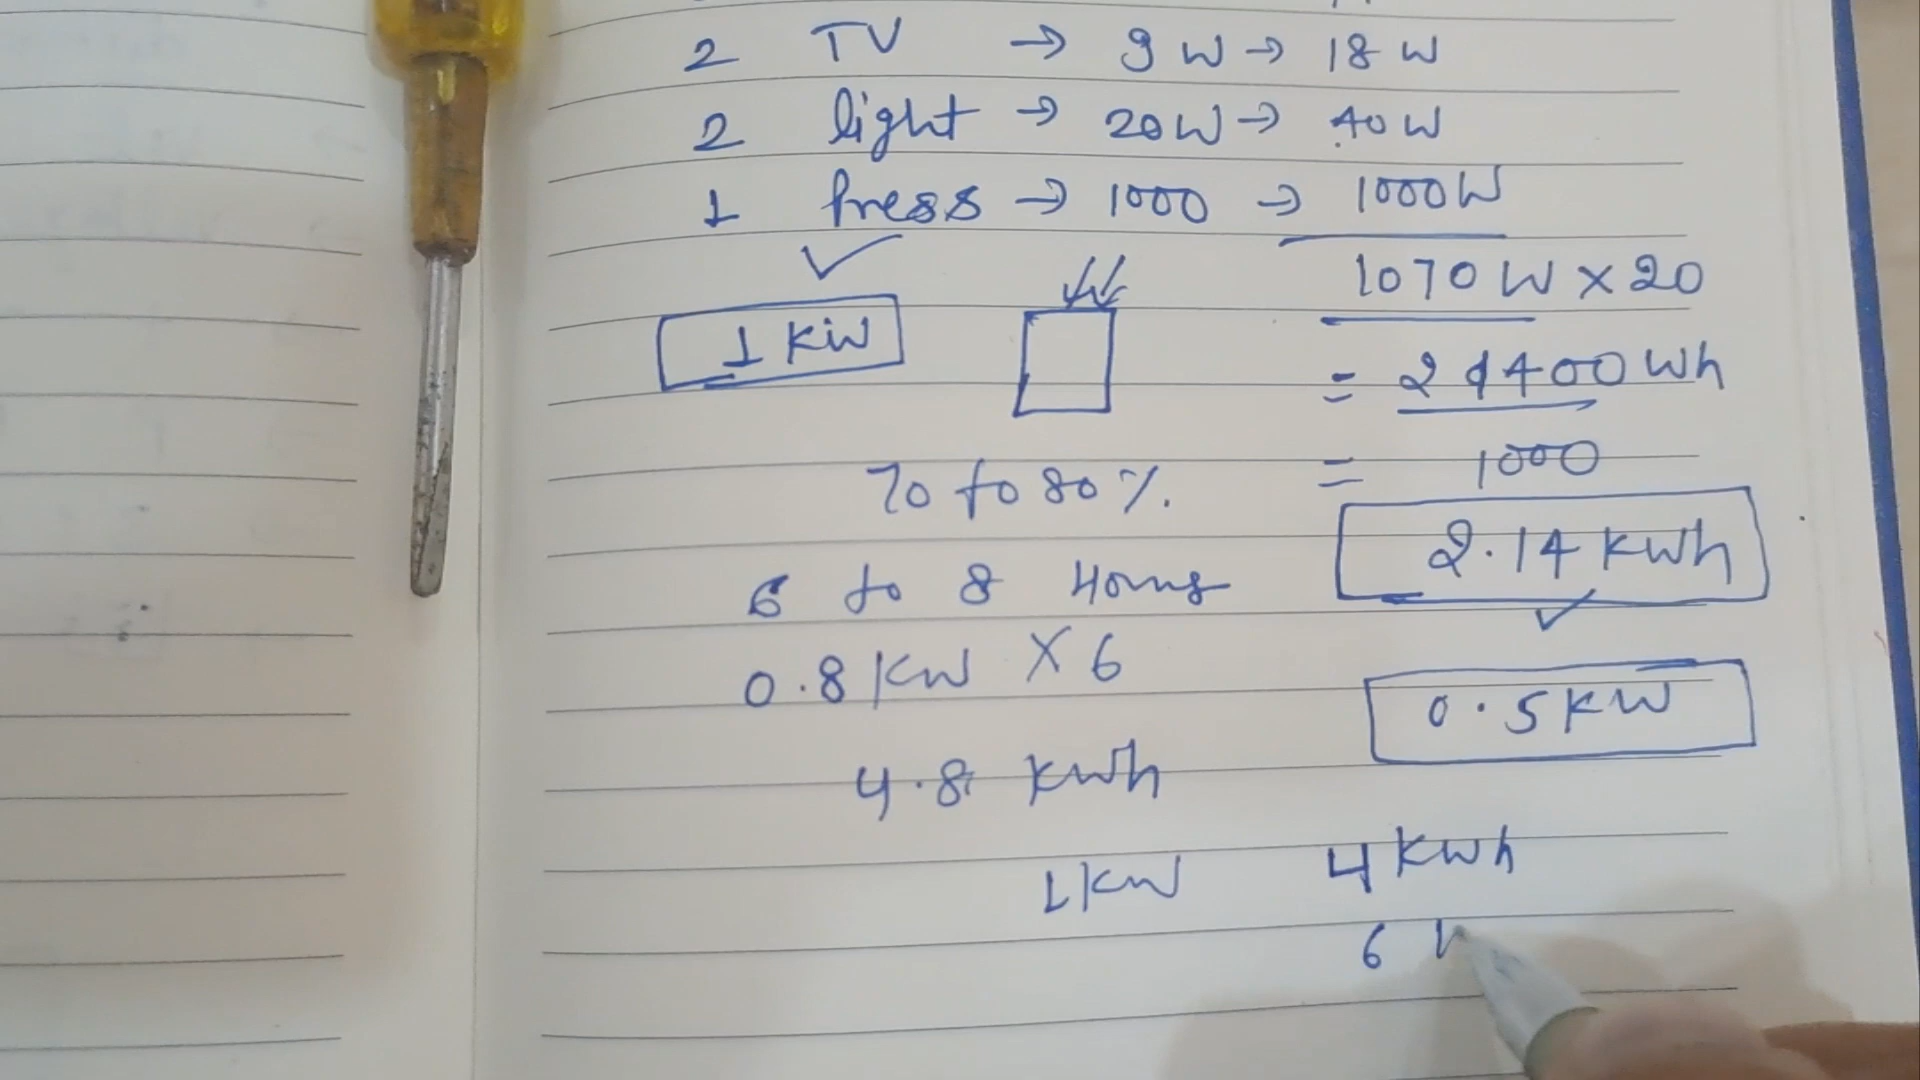 2 TV → 9 W → 18 W
2 light → 20W → 40W
1 Press → 1000 → 1000W
1070 W × 20
1 KW
= 21400 Wh
= 1000
70 to 80 %.
2.14 KWh
6 to 8 Hours
0.8 KW × 6
0.5 KW
4.8 KWh
1 KW 4 KWh
6